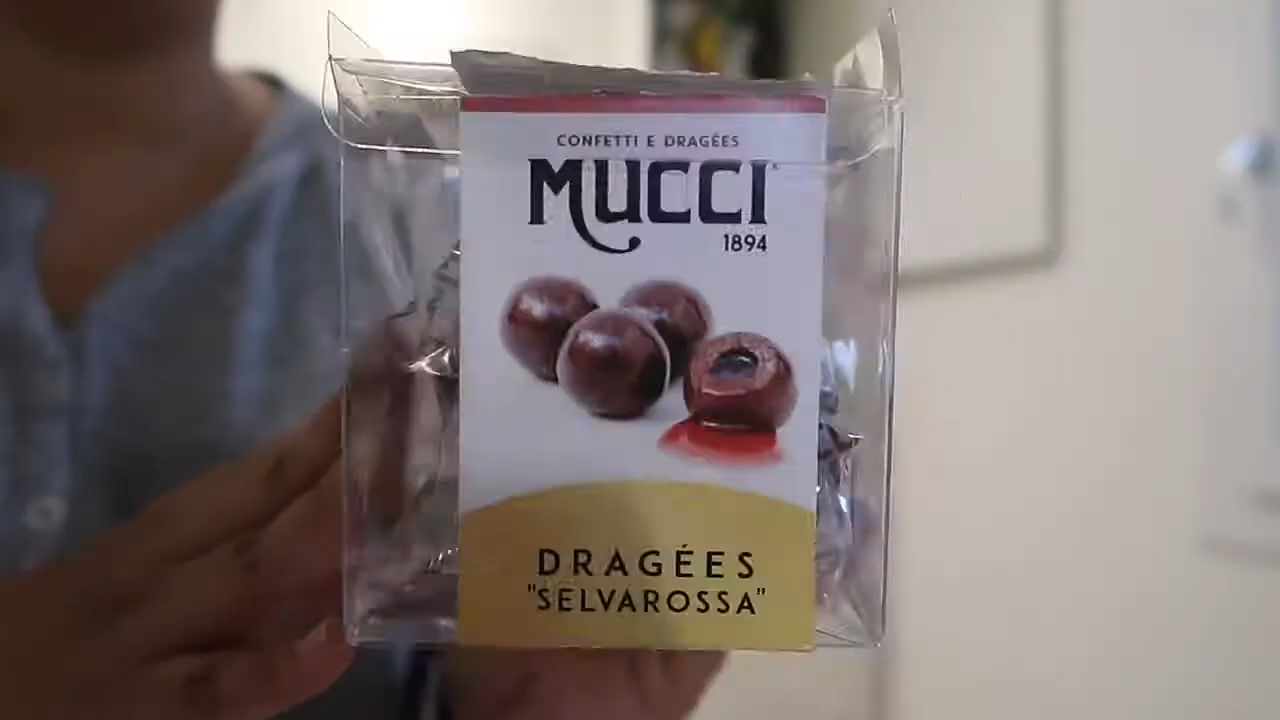 CONFETTI E DRAGÉES
MUCCI
1894
DRAGÉES
"SELVAROSSA"